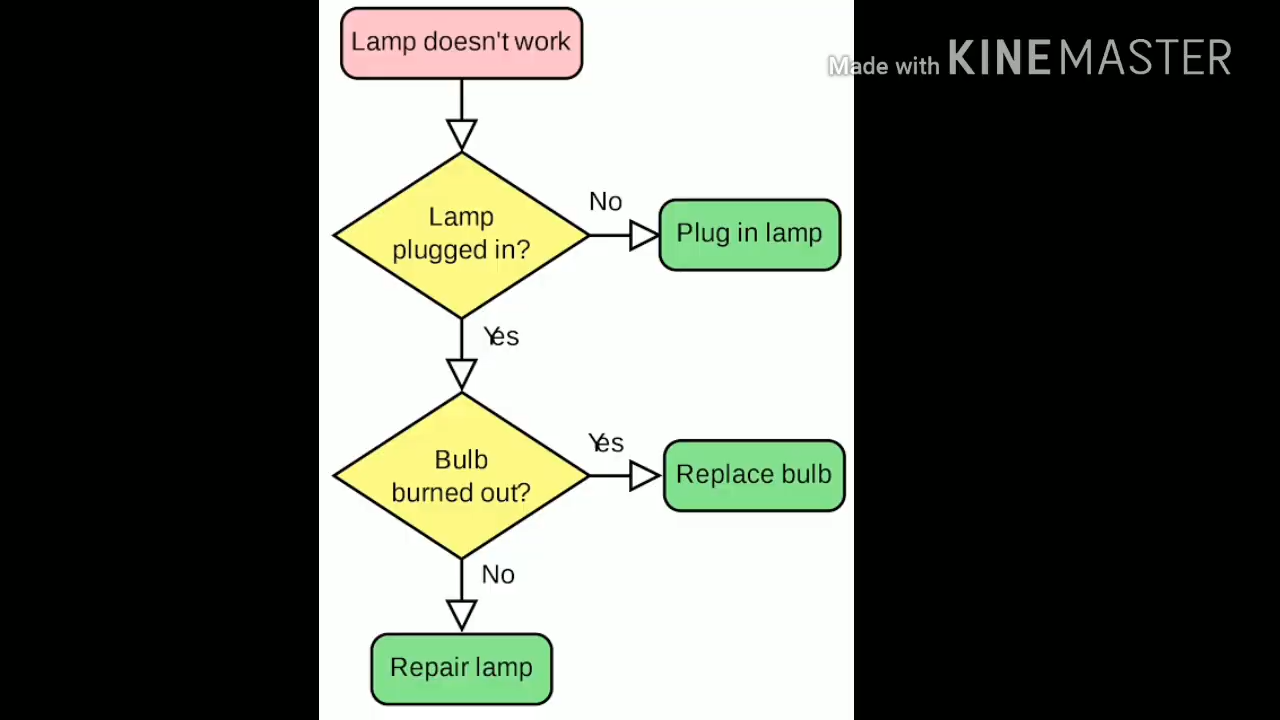 Lamp doesn't work
Made with KINEMASTER
No
Lamp
plugged in?
Plug in lamp
Yes
Yes
Bulb
burned out?
Replace bulb
No
Repair lamp